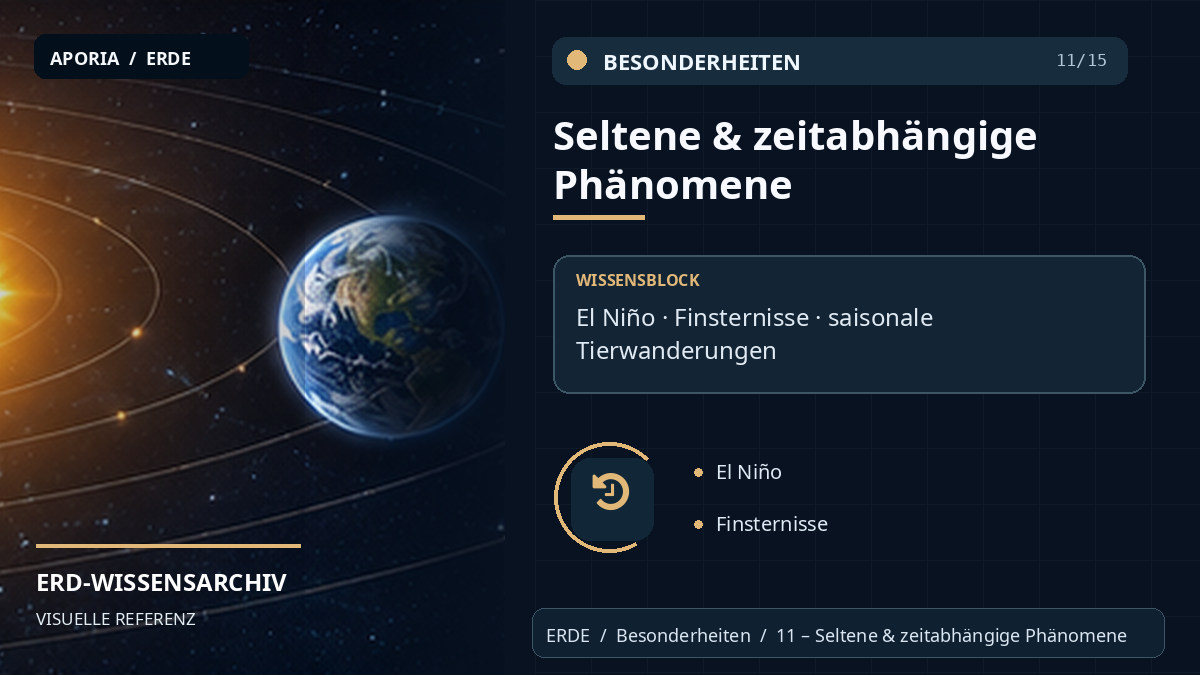 APORIA / ERDE
BESONDERHEITEN
11/15
Seltene & zeitabhängige
Phänomene
WISSENSBLOCK
El Niño · Finsternisse · saisonale
Tierwanderungen
El Niño
Finsternisse
ERD-WISSENSARCHIV
VISUELLE REFERENZ
ERDE / Besonderheiten / 11 – Seltene & zeitabhängige Phänomene